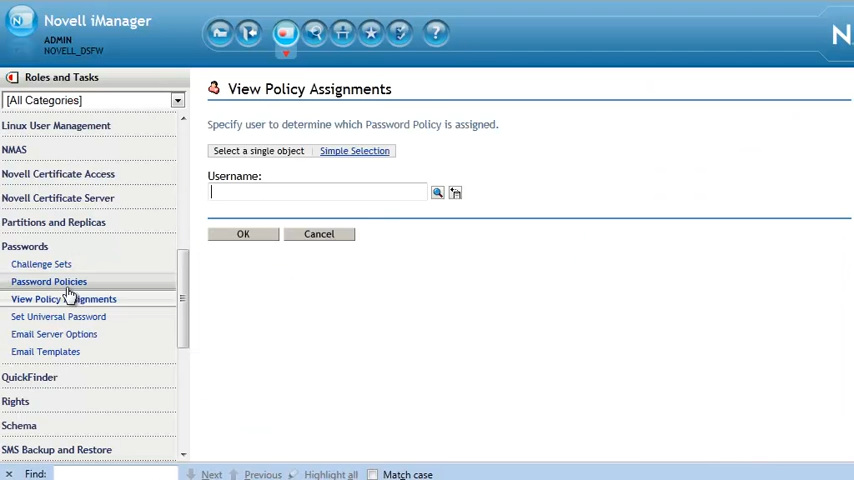 Novell iManager
ADMIN
NOVELL_DSFW
N
Roles and Tasks
[All Categories]
Linux User Management
NMAS
Novell Certificate Access
Novell Certificate Server
Partitions and Replicas
Passwords
Challenge Sets
Password Policies
View Policy Assignments
Set Universal Password
Email Server Options
Email Templates
QuickFinder
Rights
Schema
SMS Backup and Restore
View Policy Assignments
Specify user to determine which Password Policy is assigned.
Select a single object Simple Selection
Username:
OK Cancel
Find: Next Previous Highlight all Match case